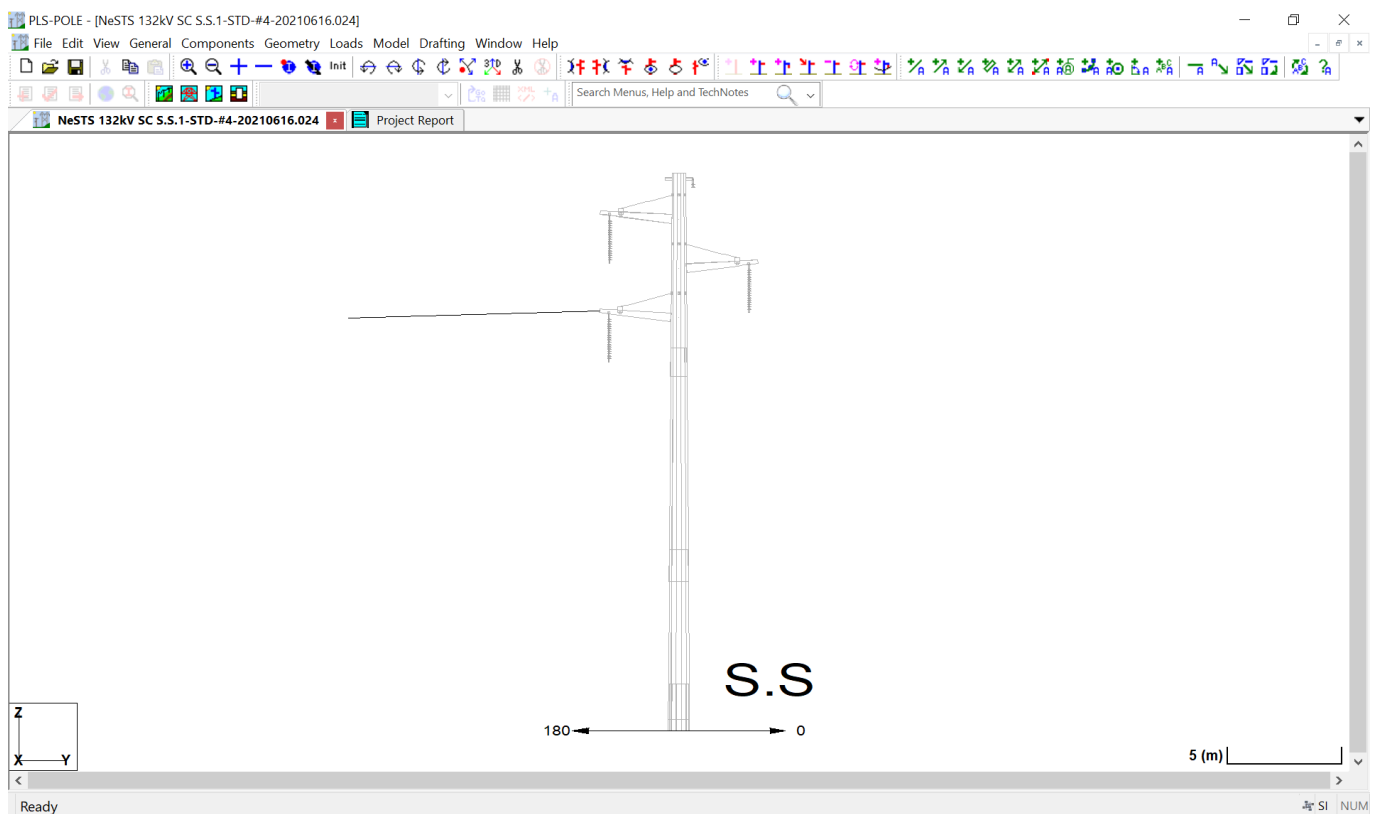 PLS-POLE - [NeSTS 132kV SC S.S.1-STD-#4-20210616.024]
File Edit View General Components Geometry Loads Model Drafting Window Help
Init
Search Menus, Help and TechNotes
NeSTS 132kV SC S.S.1-STD-#4-20210616.024
Project Report
S.S
180
0
Z
X
Y
5 (m)
Ready
SI
NUM